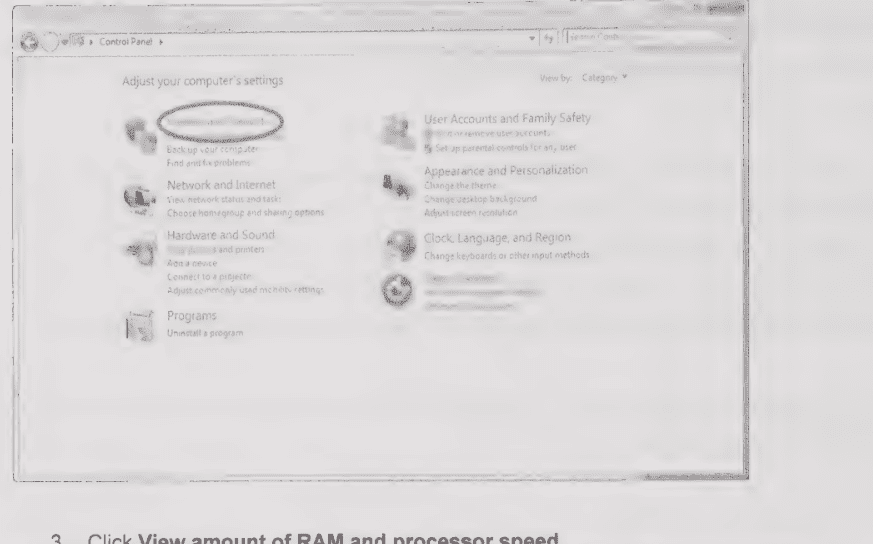 Control Panel
Adjust your computer's settings
View by: Category
Back up your computer
Find and fix problems
Network and Internet
View network status and tasks
Choose homegroup and sharing options
Hardware and Sound
and printers
Add a device
Connect to a projector
Adjust commonly used mobility settings
Programs
Uninstall a program
User Accounts and Family Safety
or remove user accounts
Set up parental controls for any user
Appearance and Personalization
Change the theme
Change desktop background
Adjust screen resolution
Clock, Language, and Region
Change keyboards or other input methods
3. Click View amount of RAM and processor speed